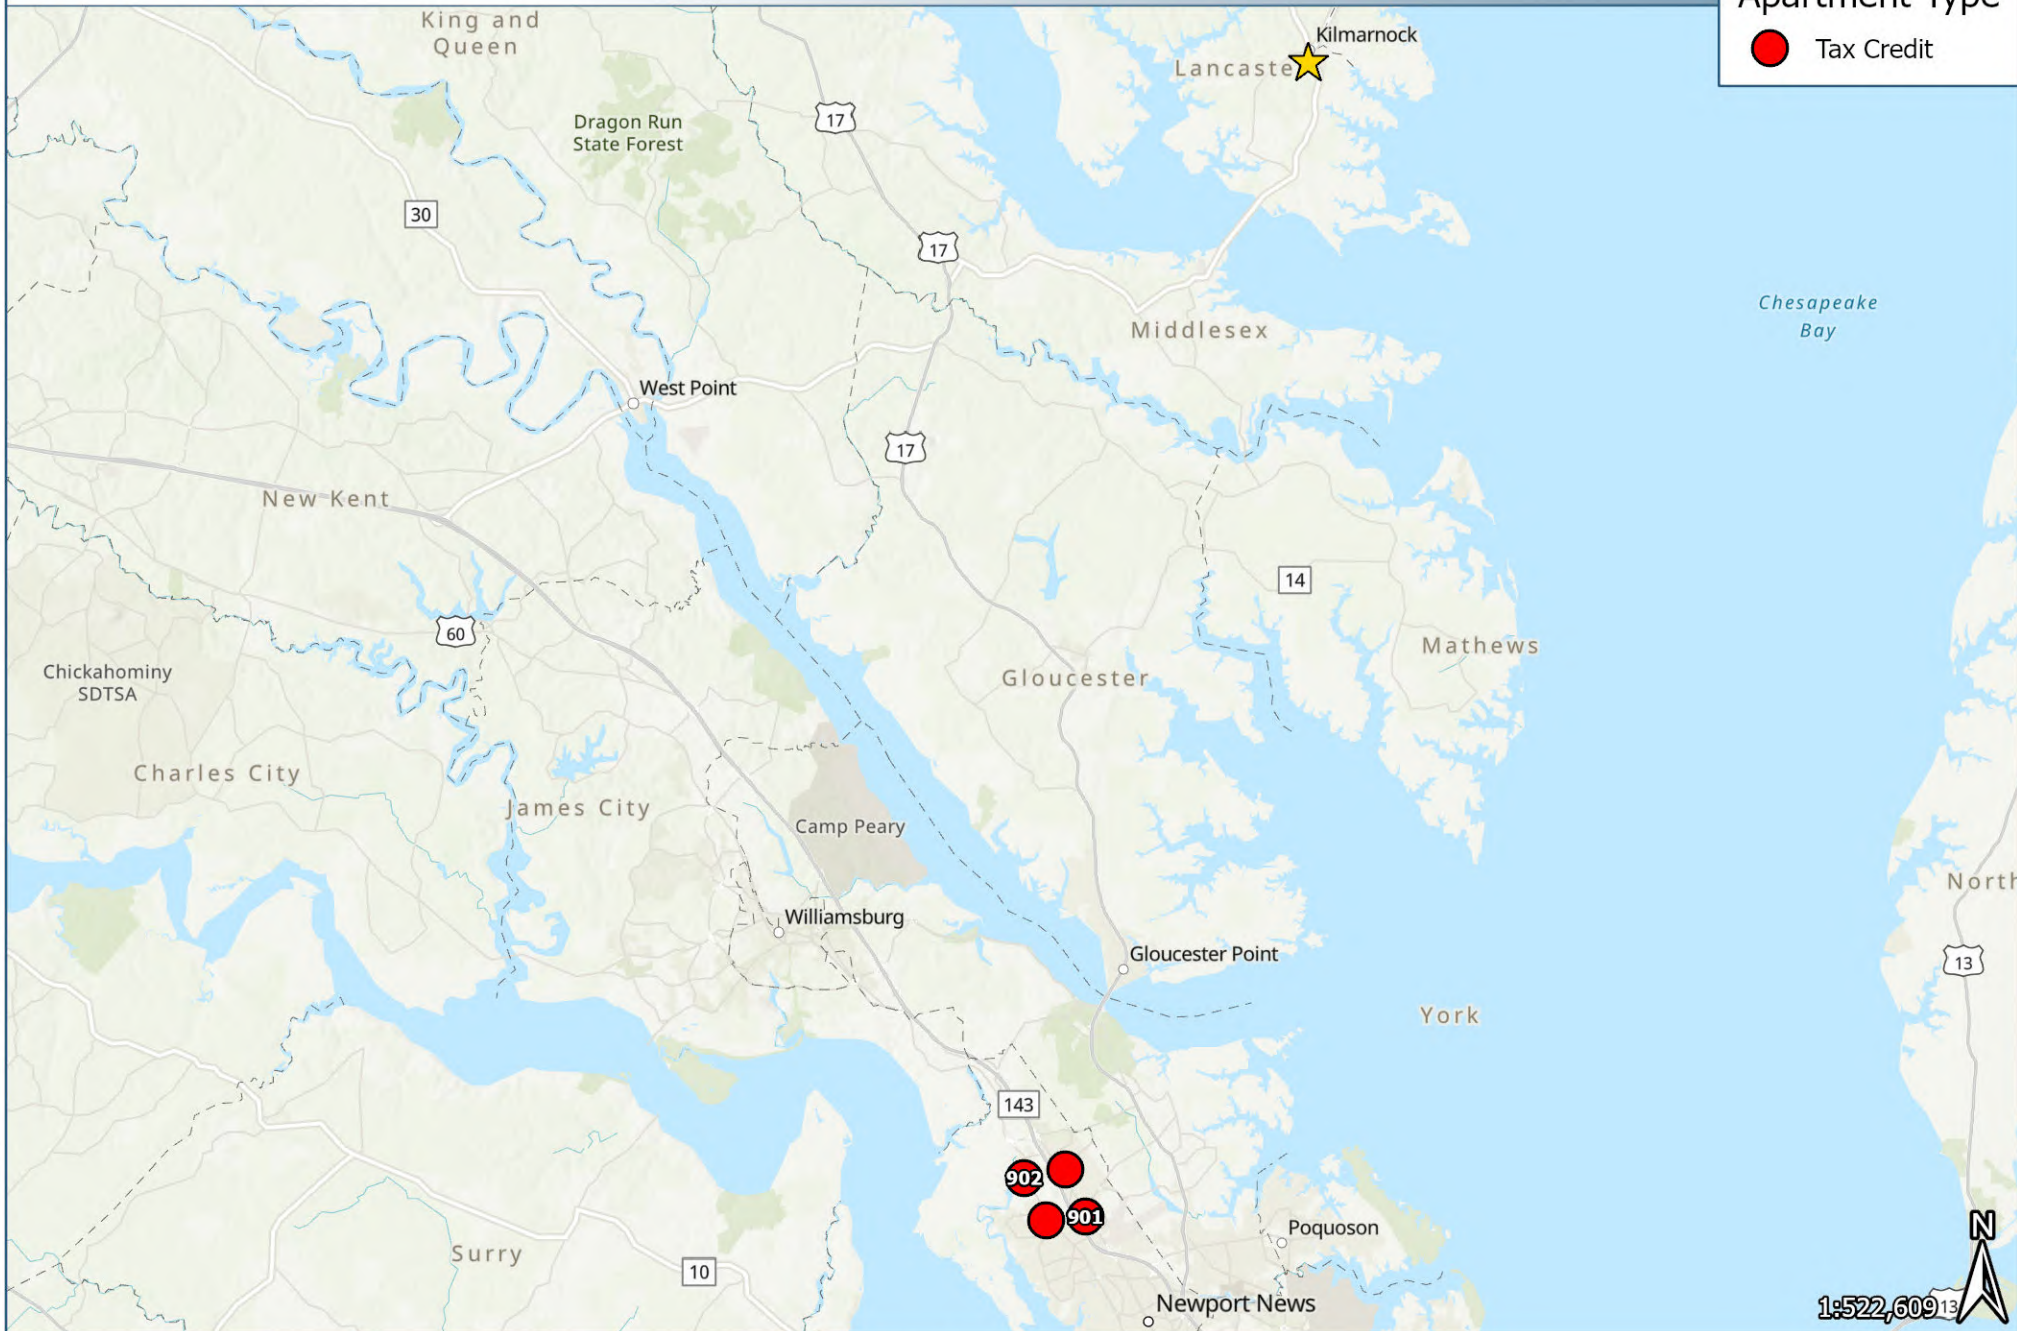 Apartment Type
Tax Credit
King and
Queen
Kilmarnock
Lancaste
17
Dragon Run
State Forest
30
17
Chesapeake
Bay
Middlesex
West Point
17
New Kent
14
60
Mathews
Chickahominy
SDTSA
Gloucester
Charles City
James City
Camp Peary
North
Williamsburg
Gloucester Point
13
York
143
902
901
Poquoson
Surry
10
N
Newport News
1:522,609
13